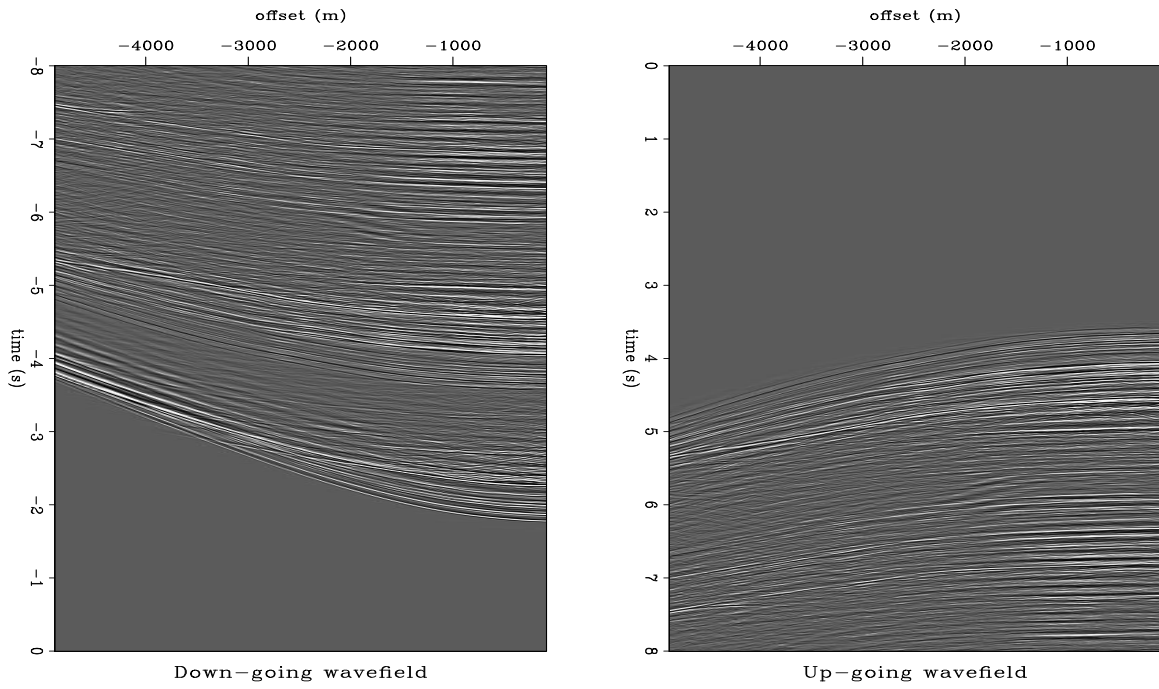 offset (m)
−4000 −3000 −2000 −1000
−8
−7
−6
−5
−4
−3
−2
−1
0
time (s)
Down−going wavefield
offset (m)
−4000 −3000 −2000 −1000
0
1
2
3
4
5
6
7
8
time (s)
Up−going wavefield